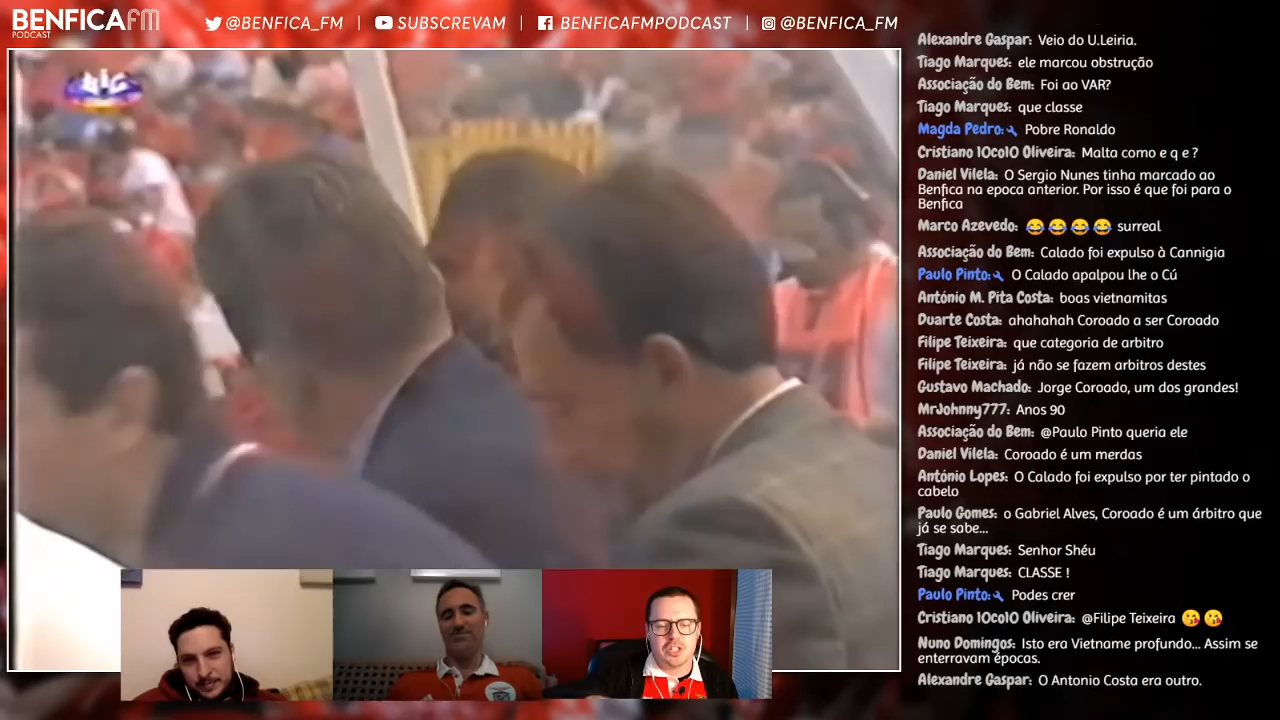 BENFICAFM
PODCAST
@BENFICA_FM | SUBSCREVAM | BENFICAFMPODCAST | @BENFICA_FM
SIC
Alexandre Gaspar: Veio do U.Leiria.
Tiago Marques: ele marcou obstrução
Associação do Bem: Foi ao VAR?
Tiago Marques: que classe
Magda Pedro: Pobre Ronaldo
Cristiano 10co10 Oliveira: Malta como e q e ?
Daniel Vilela: O Sergio Nunes tinha marcado ao
Benfica na epoca anterior. Por isso é que foi para o
Benfica
Marco Azevedo: 😂 😂 😂 😂 surreal
Associação do Bem: Calado foi expulso à Cannigia
Paulo Pinto: O Calado apalpou lhe o Cú
António M. Pita Costa: boas vietnamitas
Duarte Costa: ahahahah Coroado a ser Coroado
Filipe Teixeira: que categoria de arbitro
Filipe Teixeira: já não se fazem arbitros destes
Gustavo Machado: Jorge Coroado, um dos grandes!
MrJohnny777: Anos 90
Associação do Bem: @Paulo Pinto queria ele
Daniel Vilela: Coroado é um merdas
António Lopes: O Calado foi expulso por ter pintado o
cabelo
Paulo Gomes: o Gabriel Alves, Coroado é um árbitro que
já se sabe...
Tiago Marques: Senhor Shéu
Tiago Marques: CLASSE !
Paulo Pinto: Podes crer
Cristiano 10co10 Oliveira: @Filipe Teixeira 😘 😘
Nuno Domingos: Isto era Vietname profundo... Assim se
enterravam épocas.
Alexandre Gaspar: O Antonio Costa era outro.